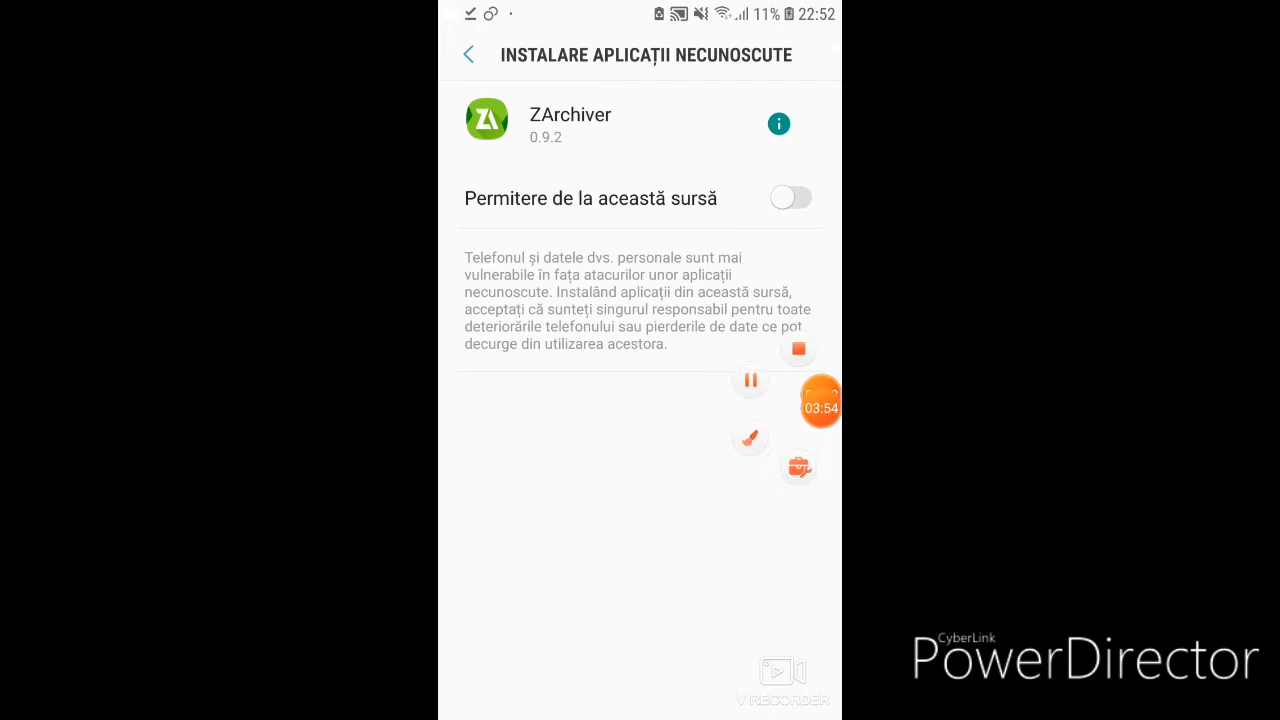 11% 22:52
INSTALARE APLICAȚII NECUNOSCUTE
ZArchiver
0.9.2
Permitere de la această sursă
Telefonul și datele dvs. personale sunt mai
vulnerabile în fața atacurilor unor aplicații
necunoscute. Instalând aplicații din această sursă,
acceptați că sunteți singurul responsabil pentru toate
deteriorările telefonului sau pierderile de date ce pot
decurge din utilizarea acestora.
03:54
CyberLink
PowerDirector
V RECORDER